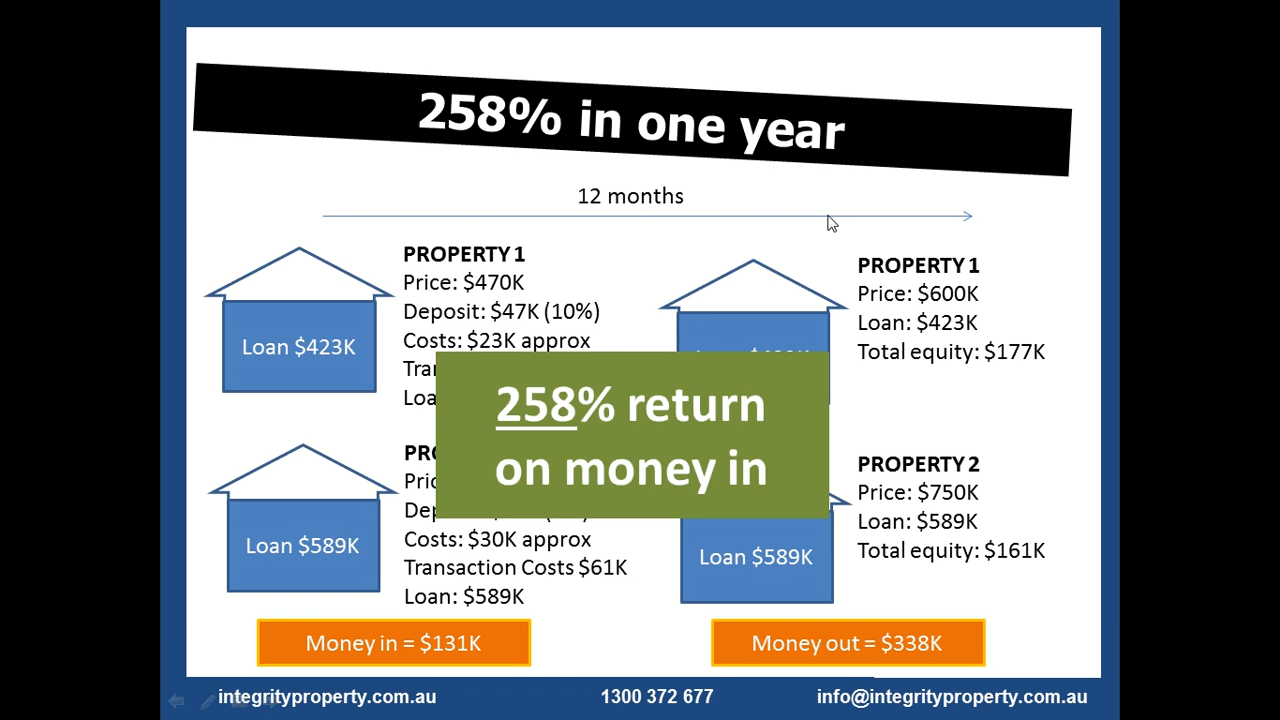 258% in one year
12 months
Loan $423K
PROPERTY 1
Price: $470K
Deposit: $47K (10%)
Costs: $23K approx
PROPERTY 1
Price: $600K
Loan: $423K
Total equity: $177K
258% return
on money in
Loan $589K
Costs: $30K approx
Transaction Costs $61K
Loan: $589K
Loan $589K
PROPERTY 2
Price: $750K
Loan: $589K
Total equity: $161K
Money in = $131K
Money out = $338K
integrityproperty.com.au
1300 372 677
info@integrityproperty.com.au